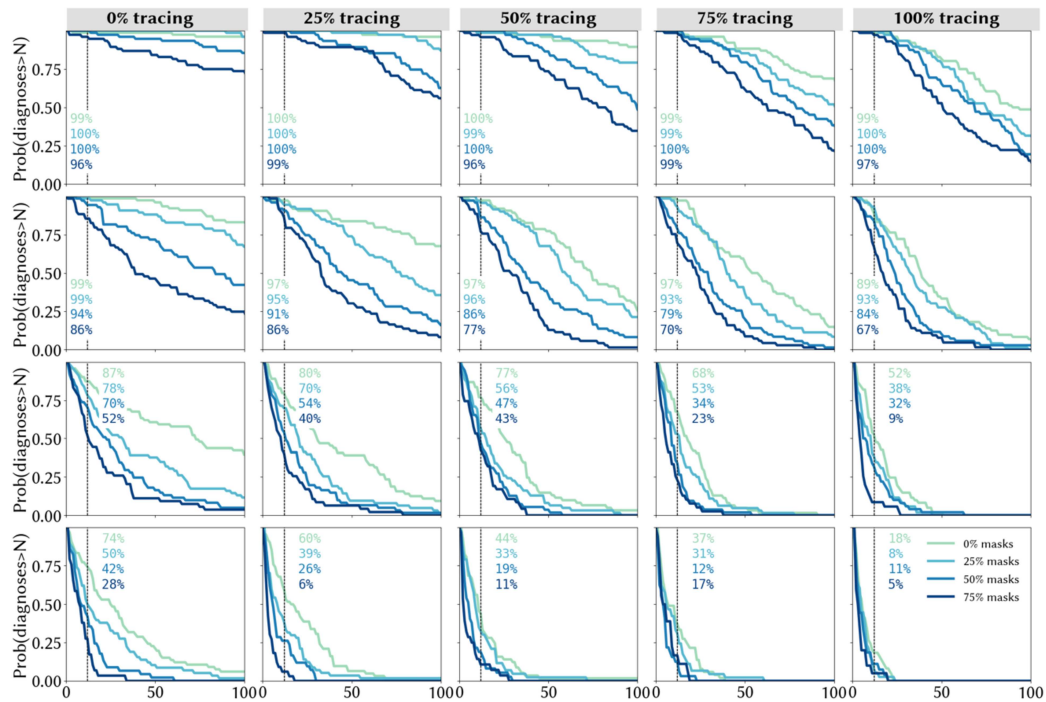 0% tracing 25% tracing 50% tracing 75% tracing 100% tracing
Prob(diagnoses>N)
0.75
0.50
0.25
0.00
99% 100% 100% 99% 99%
100% 100% 99% 99% 100%
100% 100% 100% 100% 100%
96% 99% 96% 99% 97%
Prob(diagnoses>N)
0.75
0.50
0.25
0.00
99% 97% 97% 97% 89%
99% 95% 96% 93% 93%
94% 91% 86% 79% 84%
86% 86% 77% 70% 67%
Prob(diagnoses>N)
0.75
0.50
0.25
0.00
87% 80% 77% 68% 52%
78% 70% 56% 53% 38%
70% 54% 47% 34% 32%
52% 40% 43% 23% 9%
Prob(diagnoses>N)
0.75
0.50
0.25
0.00
74% 60% 44% 37% 18%
50% 39% 33% 31% 8%
42% 26% 19% 12% 11%
28% 6% 11% 17% 5%
0% masks
25% masks
50% masks
75% masks
0 50 100 50 100 50 100 50 100 50 100